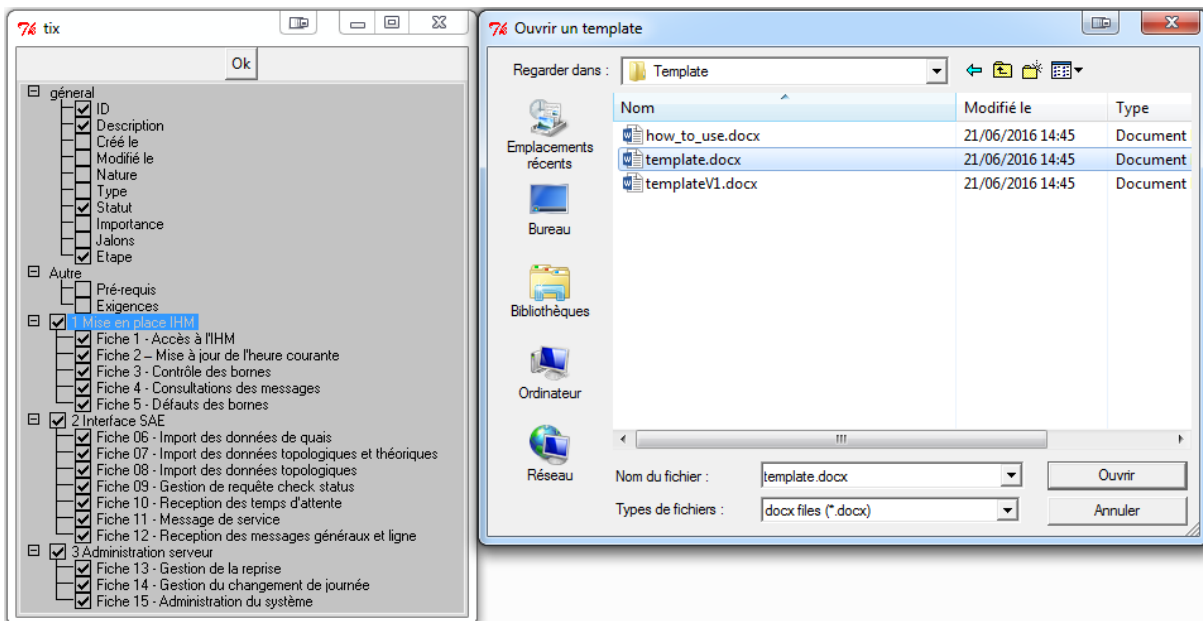 tix
Ok
géneral
ID
Description
Créé le
Modifié le
Nature
Type
Statut
Importance
Jalons
Etape
Autre
Pré-requis
Exigences
1 Mise en place IHM
Fiche 1 - Accès à l'IHM
Fiche 2 – Mise à jour de l'heure courante
Fiche 3 - Contrôle des bornes
Fiche 4 - Consultations des messages
Fiche 5 - Défauts des bornes
2 Interface SAE
Fiche 06 - Import des données de quais
Fiche 07 - Import des données topologiques et théoriques
Fiche 08 - Import des données topologiques
Fiche 09 - Gestion de requête check status
Fiche 10 - Reception des temps d'attente
Fiche 11 - Message de service
Fiche 12 - Reception des messages généraux et ligne
3 Administration serveur
Fiche 13 - Gestion de la reprise
Fiche 14 - Gestion du changement de journée
Fiche 15 - Administration du système
Ouvrir un template
Regarder dans : Template
Emplacements récents
Bureau
Bibliothèques
Ordinateur
Réseau
Nom Modifié le Type
how_to_use.docx 21/06/2016 14:45 Document
template.docx 21/06/2016 14:45 Document
templateV1.docx 21/06/2016 14:45 Document
Nom du fichier : template.docx Ouvrir
Types de fichiers : docx files (*.docx) Annuler